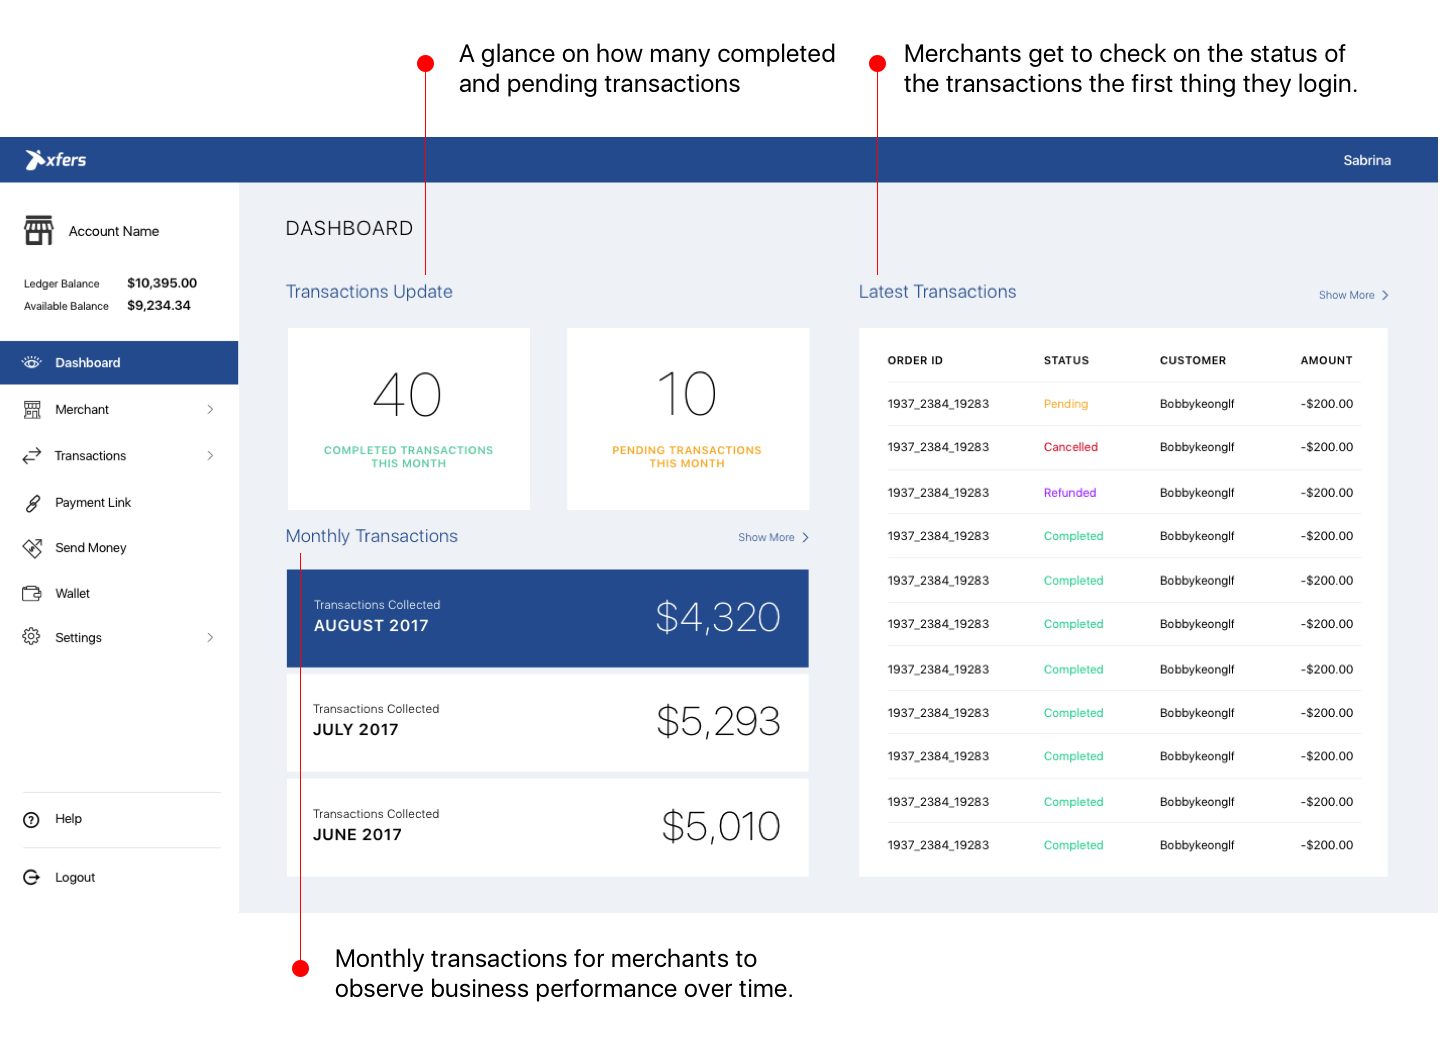 A glance on how many completed
and pending transactions
Merchants get to check on the status of
the transactions the first thing they login.
xfers
Sabrina
Account Name
Ledger Balance $10,395.00
Available Balance $9,234.34
Dashboard
Merchant
Transactions
Payment Link
Send Money
Wallet
Settings
Help
Logout
DASHBOARD
Transactions Update
40
COMPLETED TRANSACTIONS
THIS MONTH
10
PENDING TRANSACTIONS
THIS MONTH
Monthly Transactions
Show More
Transactions Collected
AUGUST 2017
$4,320
Transactions Collected
JULY 2017
$5,293
Transactions Collected
JUNE 2017
$5,010
Latest Transactions
Show More
ORDER ID STATUS CUSTOMER AMOUNT
1937_2384_19283 Pending Bobbykeonglf -$200.00
1937_2384_19283 Cancelled Bobbykeonglf -$200.00
1937_2384_19283 Refunded Bobbykeonglf -$200.00
1937_2384_19283 Completed Bobbykeonglf -$200.00
1937_2384_19283 Completed Bobbykeonglf -$200.00
1937_2384_19283 Completed Bobbykeonglf -$200.00
1937_2384_19283 Completed Bobbykeonglf -$200.00
1937_2384_19283 Completed Bobbykeonglf -$200.00
1937_2384_19283 Completed Bobbykeonglf -$200.00
1937_2384_19283 Completed Bobbykeonglf -$200.00
1937_2384_19283 Completed Bobbykeonglf -$200.00
Monthly transactions for merchants to
observe business performance over time.